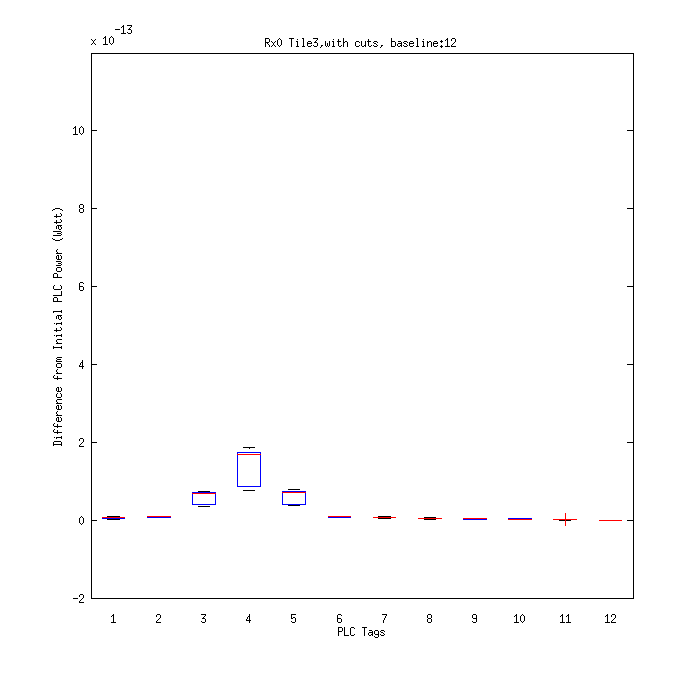 Rx0 Tile3,with cuts, baseline:12
x 10
-13
Difference from Initial PLC Power (Watt)
10
8
6
4
2
0
-2
1 2 3 4 5 6 7 8 9 10 11 12
PLC Tags